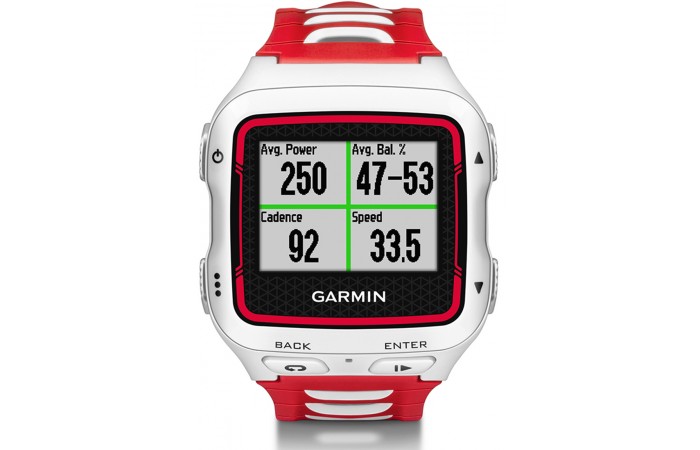 Avg. Power Avg. Bal. %
250 47-53
Cadence Speed
92 33.5
GARMIN
BACK ENTER